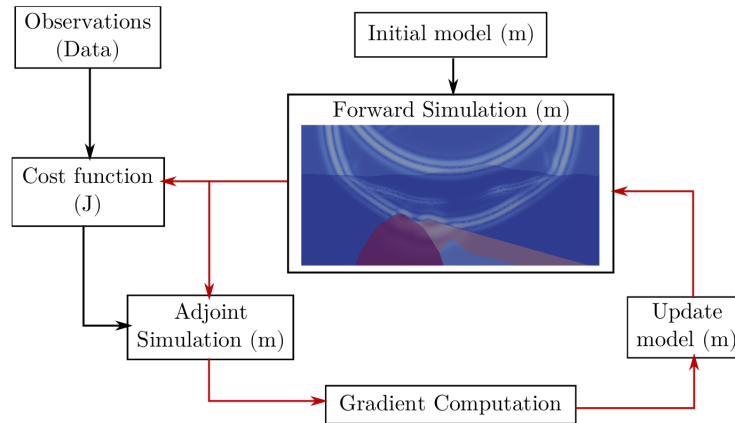 Observations
(Data)
Initial model (m)
Forward Simulation (m)
Cost function
(J)
Adjoint
Simulation (m)
Update
model (m)
Gradient Computation